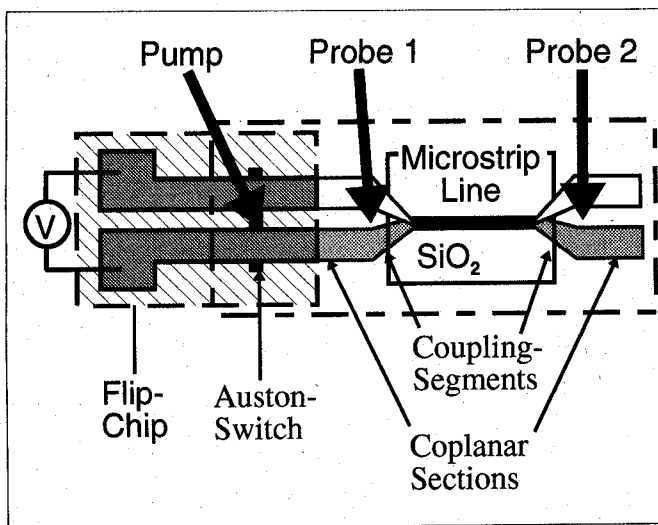 Pump
Probe 1
Probe 2
Microstrip
Line
V
SiO₂
Flip-
Chip
Auston-
Switch
Coupling-
Segments
Coplanar
Sections